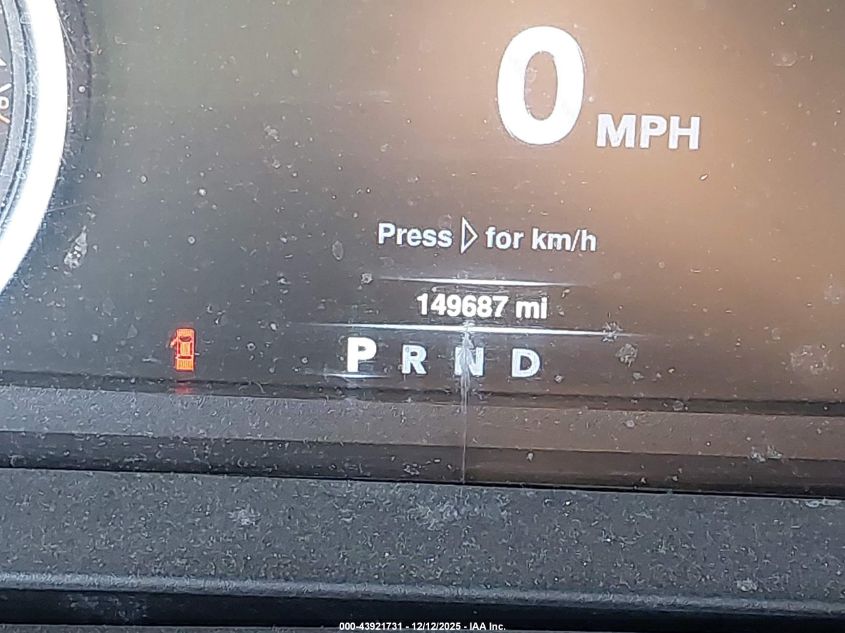 0 MPH
Press ▷ for km/h
149687 mi
P R N D
000-43921731 - 12/12/2025 - IAA Inc.